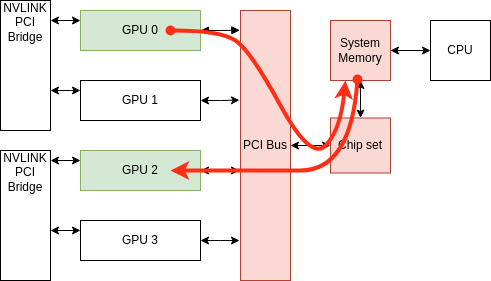 NVLINK
PCI
Bridge
GPU 0
GPU 1
NVLINK
PCI
Bridge
GPU 2
GPU 3
PCI Bus
System
Memory
CPU
Chip set